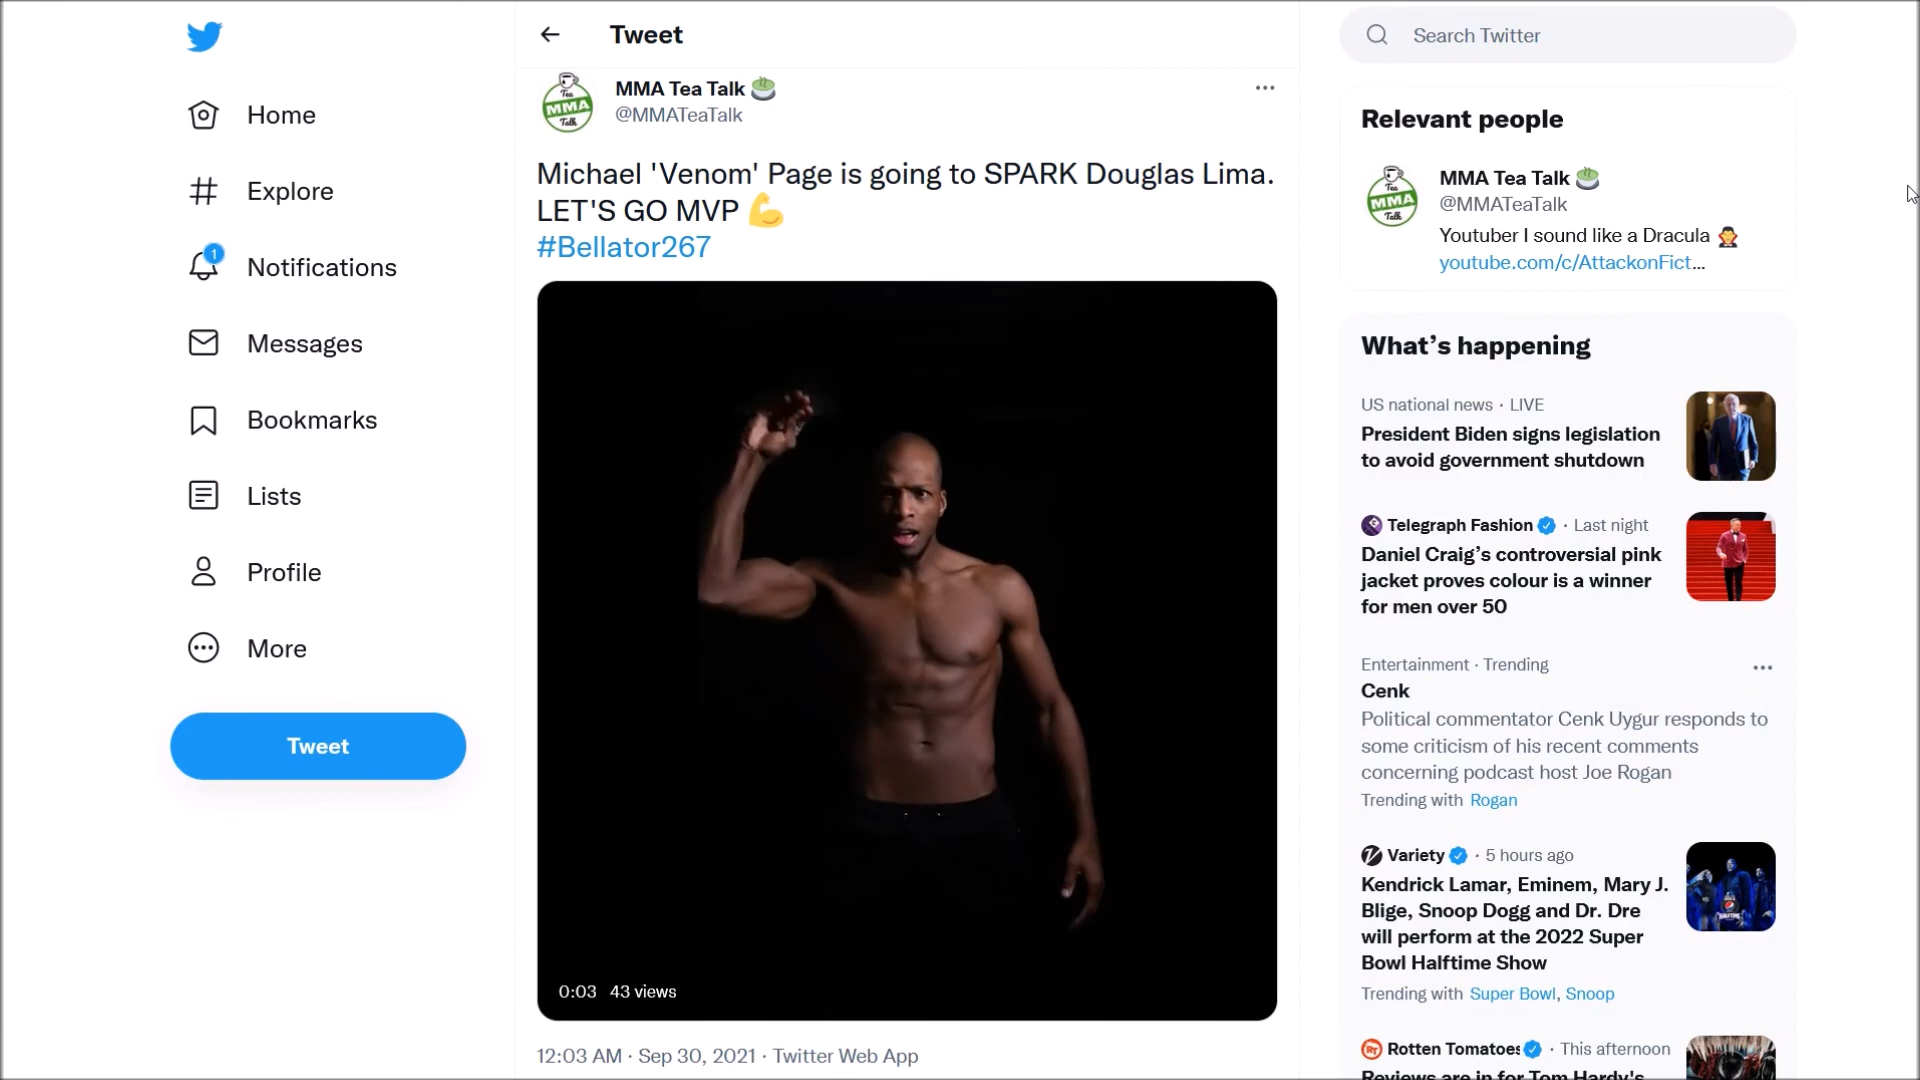 Home
Explore
1
Notifications
Messages
Bookmarks
Lists
Profile
More
Tweet
Tweet
Tea
MMA
Talk
MMA Tea Talk 🍵
@MMATeaTalk
Michael 'Venom' Page is going to SPARK Douglas Lima.
LET'S GO MVP 💪
#Bellator267
0:03 43 views
12:03 AM · Sep 30, 2021 · Twitter Web App
Search Twitter
Relevant people
Tea
MMA
Talk
MMA Tea Talk 🍵
@MMATeaTalk
Youtuber I sound like a Dracula 🧛
youtube.com/c/AttackonFict...
What's happening
US national news · LIVE
President Biden signs legislation
to avoid government shutdown
Telegraph Fashion · Last night
Daniel Craig's controversial pink
jacket proves colour is a winner
for men over 50
Entertainment · Trending
Cenk
Political commentator Cenk Uygur responds to
some criticism of his recent comments
concerning podcast host Joe Rogan
Trending with Rogan
Variety · 5 hours ago
Kendrick Lamar, Eminem, Mary J.
Blige, Snoop Dogg and Dr. Dre
will perform at the 2022 Super
Bowl Halftime Show
Trending with Super Bowl, Snoop
Rotten Tomatoes · This afternoon
Reviews are in for Tom Hardy's